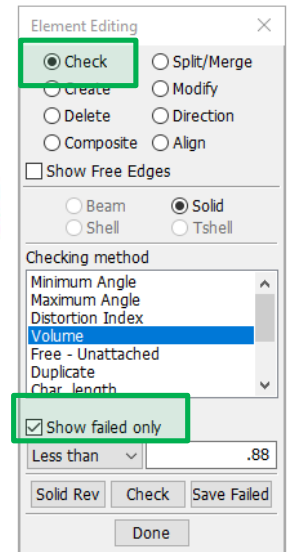 Element Editing
Check Split/Merge
Create Modify
Delete Direction
Composite Align
Show Free Edges
Beam Solid
Shell Tshell
Checking method
Minimum Angle
Maximum Angle
Distortion Index
Volume
Free - Unattached
Duplicate
Char. length
Show failed only
Less than .88
Solid Rev Check Save Failed
Done